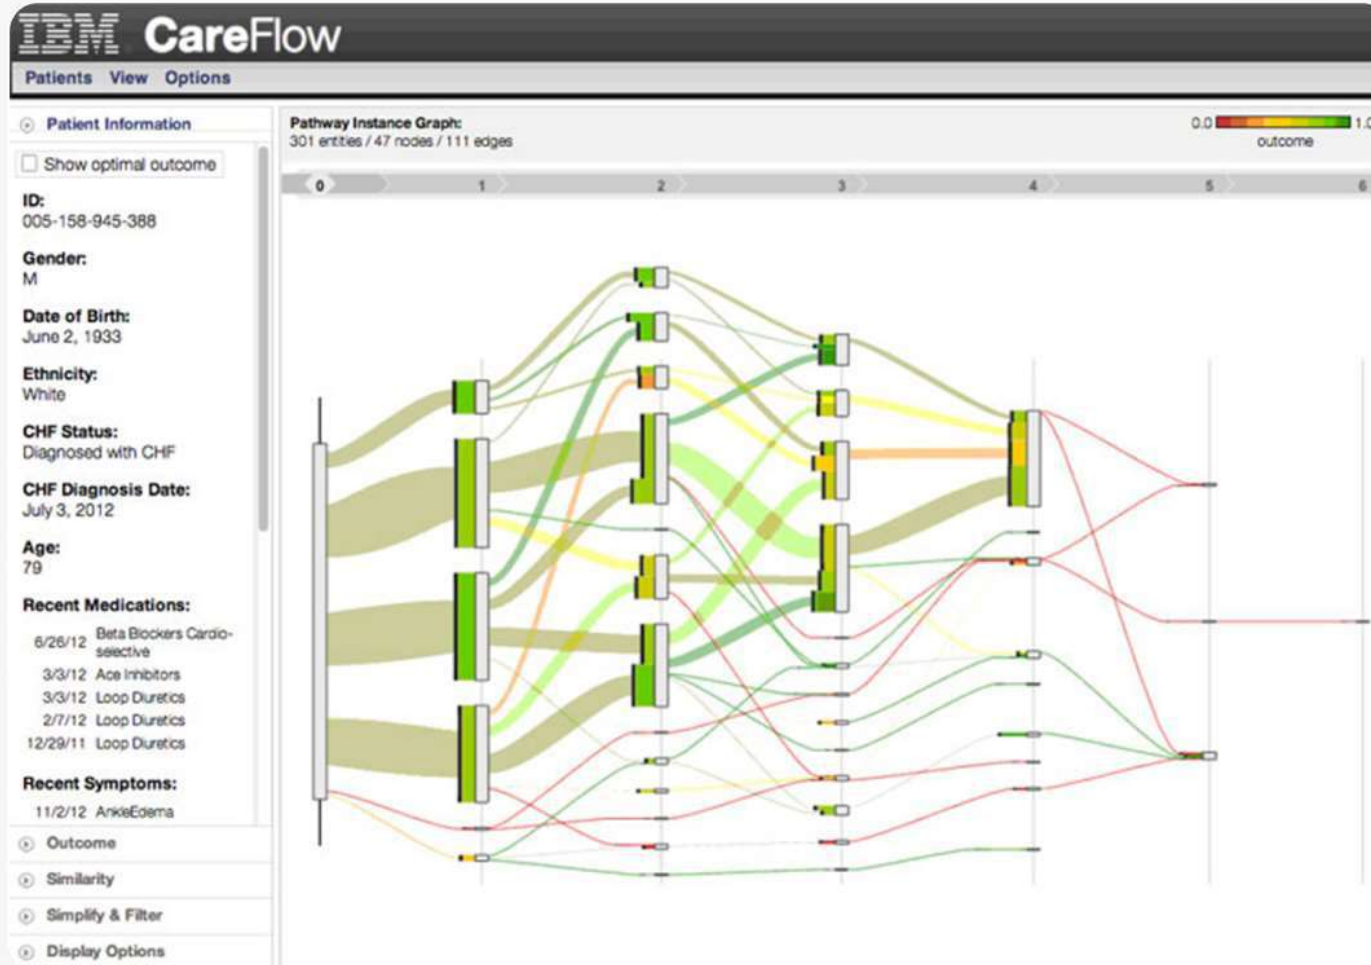 IBM CareFlow
Patients View Options
Patient Information
Show optimal outcome
ID:
005-158-945-388
Gender:
M
Date of Birth:
June 2, 1933
Ethnicity:
White
CHF Status:
Diagnosed with CHF
CHF Diagnosis Date:
July 3, 2012
Age:
79
Recent Medications:
6/26/12 Beta Blockers Cardio-
selective
3/3/12 Ace Inhibitors
3/3/12 Loop Diuretics
2/7/12 Loop Diuretics
12/29/11 Loop Diuretics
Recent Symptoms:
11/2/12 AnkleEdema
Outcome
Similarity
Simplify & Filter
Display Options
Pathway Instance Graph:
301 entities / 47 nodes / 111 edges
0.0 1.0
outcome
0 1 2 3 4 5 6